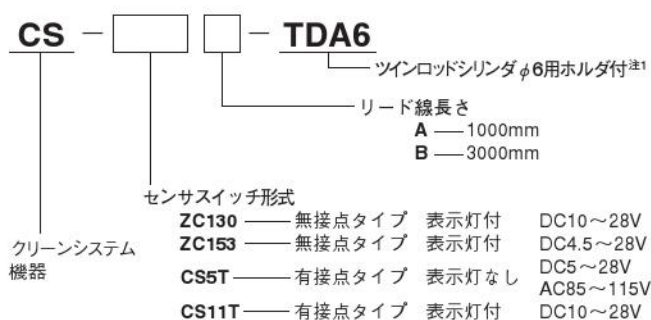 CS － － TDA6
ツインロッドシリンダφ6用ホルダ付注1
リード線長さ
A ── 1000mm
B ── 3000mm
センサスイッチ形式
ZC130 ── 無接点タイプ 表示灯付 DC10～28V
ZC153 ── 無接点タイプ 表示灯付 DC4.5～28V
CS5T ── 有接点タイプ 表示灯なし DC5～28V
AC85～115V
CS11T ── 有接点タイプ 表示灯付 DC10～28V
クリーンシステム
機器